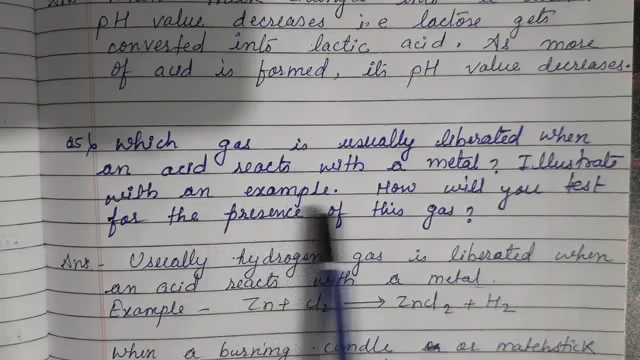 pH value decreases i.e lactose gets
converted into lactic acid. As more
of acid is formed, its pH value decreases.
Q5) Which gas is usually liberated when
an acid reacts with a metal? Illustrate
with an example. How will you test
for the presence of this gas?
Ans- Usually hydrogen gas is liberated when
an acid reacts with a metal.
Example - Zn + Cl2 → ZnCl2 + H2
When a burning candle or or matchstick